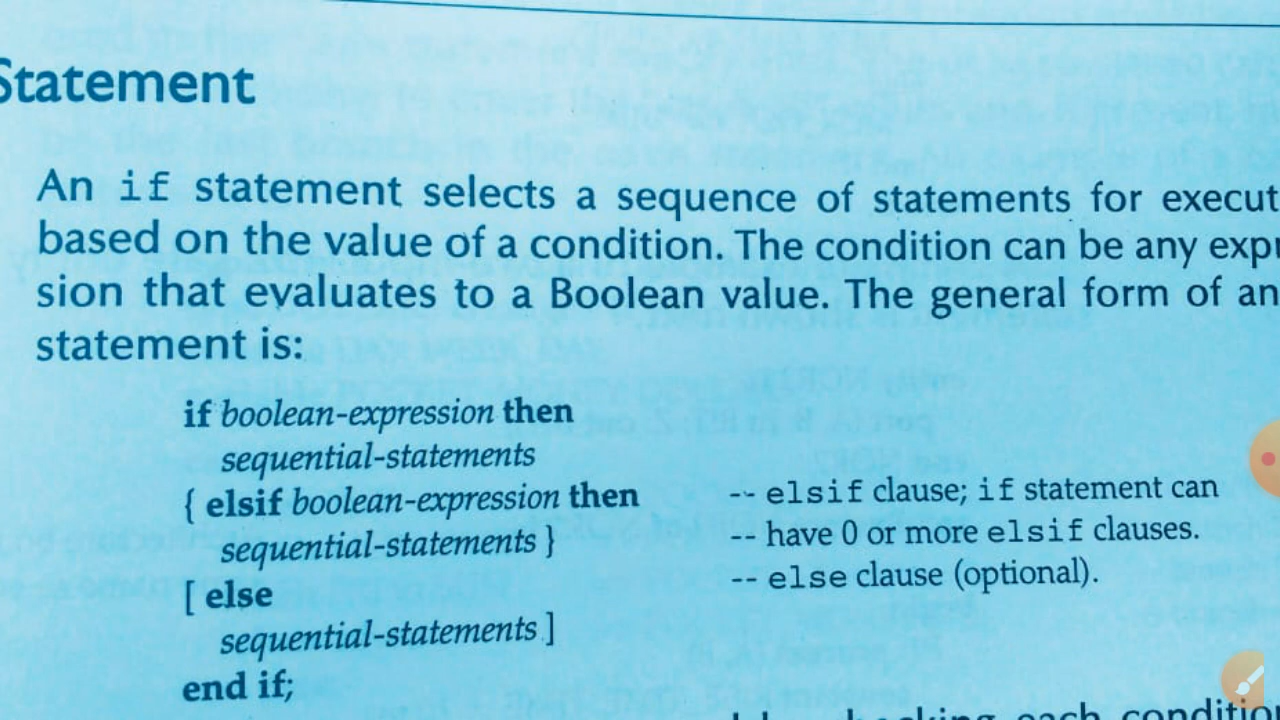 Statement
An if statement selects a sequence of statements for execut
based on the value of a condition. The condition can be any expr
sion that evaluates to a Boolean value. The general form of an
statement is:
if boolean-expression then
sequential-statements
{ elsif boolean-expression then -- elsif clause; if statement can
sequential-statements } -- have 0 or more elsif clauses.
[ else -- else clause (optional).
sequential-statements ]
end if;
each condition